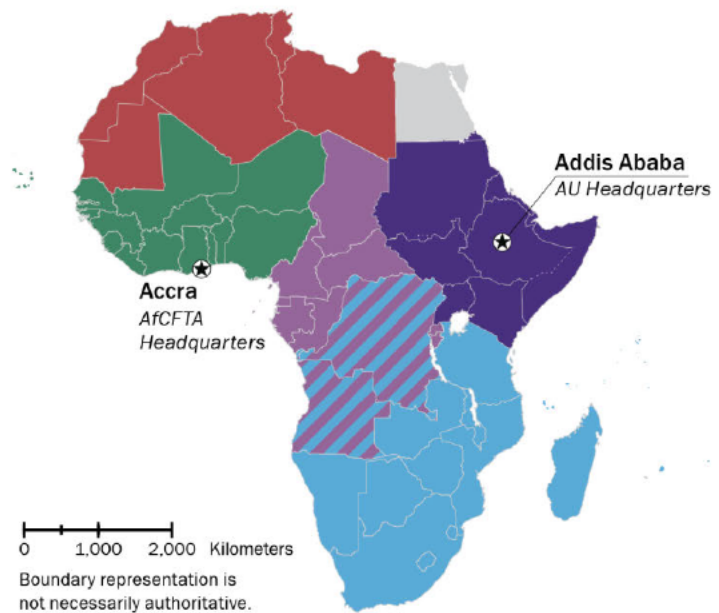 Addis Ababa
AU Headquarters
Accra
AfCFTA
Headquarters
0 1,000 2,000 Kilometers
Boundary representation is
not necessarily authoritative.